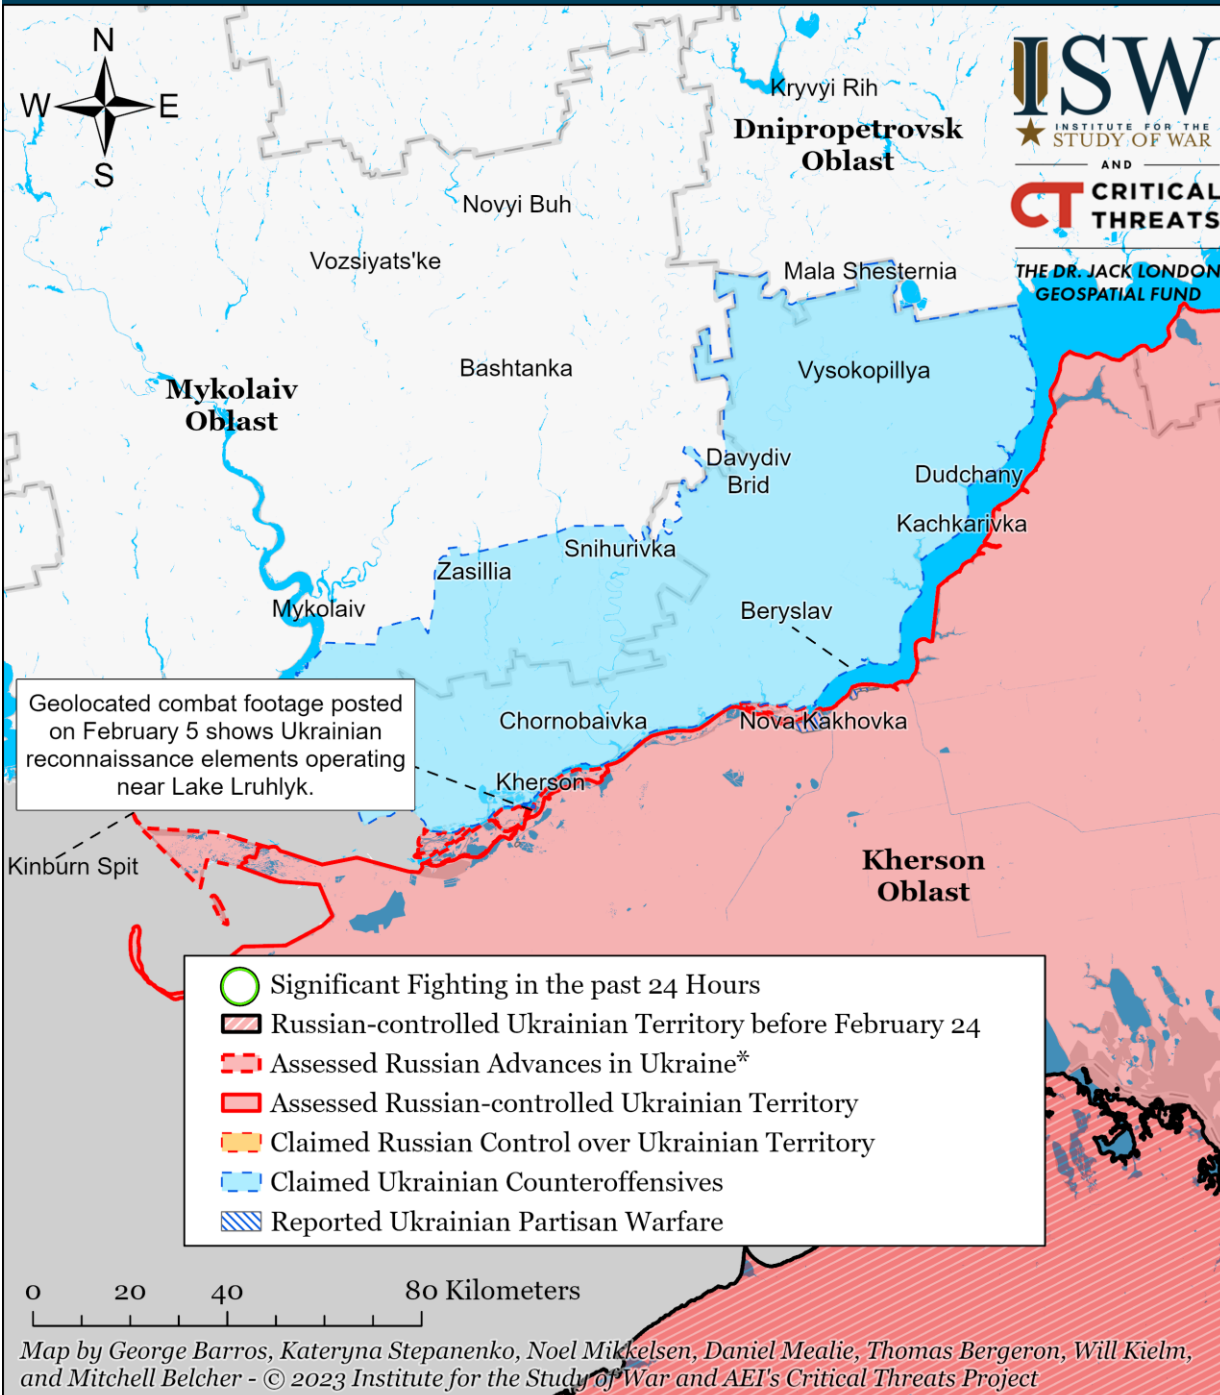 N
W E
S
ISW
INSTITUTE FOR THE
STUDY OF WAR
AND
CT CRITICAL
THREATS
THE DR. JACK LONDON
GEOSPATIAL FUND
Kryvyi Rih
Dnipropetrovsk
Oblast
Novyi Buh
Vozsiyats'ke
Mala Shesternia
Bashtanka
Vysokopillya
Mykolaiv
Oblast
Davydiv
Brid
Dudchany
Kachkarivka
Snihurivka
Zasillia
Mykolaiv
Beryslav
Geolocated combat footage posted
on February 5 shows Ukrainian
reconnaissance elements operating
near Lake Lruhlyk.
Chornobaivka
Nova Kakhovka
Kherson
Kinburn Spit
Kherson
Oblast
Significant Fighting in the past 24 Hours
Russian-controlled Ukrainian Territory before February 24
Assessed Russian Advances in Ukraine*
Assessed Russian-controlled Ukrainian Territory
Claimed Russian Control over Ukrainian Territory
Claimed Ukrainian Counteroffensives
Reported Ukrainian Partisan Warfare
0 20 40 80 Kilometers
Map by George Barros, Kateryna Stepanenko, Noel Mikkelsen, Daniel Mealie, Thomas Bergeron, Will Kielm,
and Mitchell Belcher - © 2023 Institute for the Study of War and AEI's Critical Threats Project